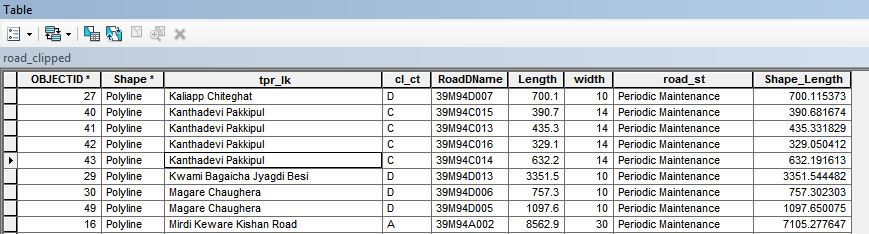 Table
road_clipped
OBJECTID * Shape * tpr_lk cl_ct RoadDName Length width road_st Shape_Length
27 Polyline Kaliapp Chiteghat D 39M94D007 700.1 10 Periodic Maintenance 700.115373
40 Polyline Kanthadevi Pakkipul C 39M94C015 390.7 14 Periodic Maintenance 390.681674
41 Polyline Kanthadevi Pakkipul C 39M94C013 435.3 14 Periodic Maintenance 435.331829
42 Polyline Kanthadevi Pakkipul C 39M94C016 329.1 14 Periodic Maintenance 329.050412
43 Polyline Kanthadevi Pakkipul C 39M94C014 632.2 14 Periodic Maintenance 632.191613
29 Polyline Kwami Bagaicha Jyagdi Besi D 39M94D013 3351.5 10 Periodic Maintenance 3351.544482
30 Polyline Magare Chaughera D 39M94D006 757.3 10 Periodic Maintenance 757.302303
49 Polyline Magare Chaughera D 39M94D005 1097.6 10 Periodic Maintenance 1097.650075
16 Polyline Mirdi Keware Kishan Road A 39M94A002 8562.9 30 Periodic Maintenance 7105.277647